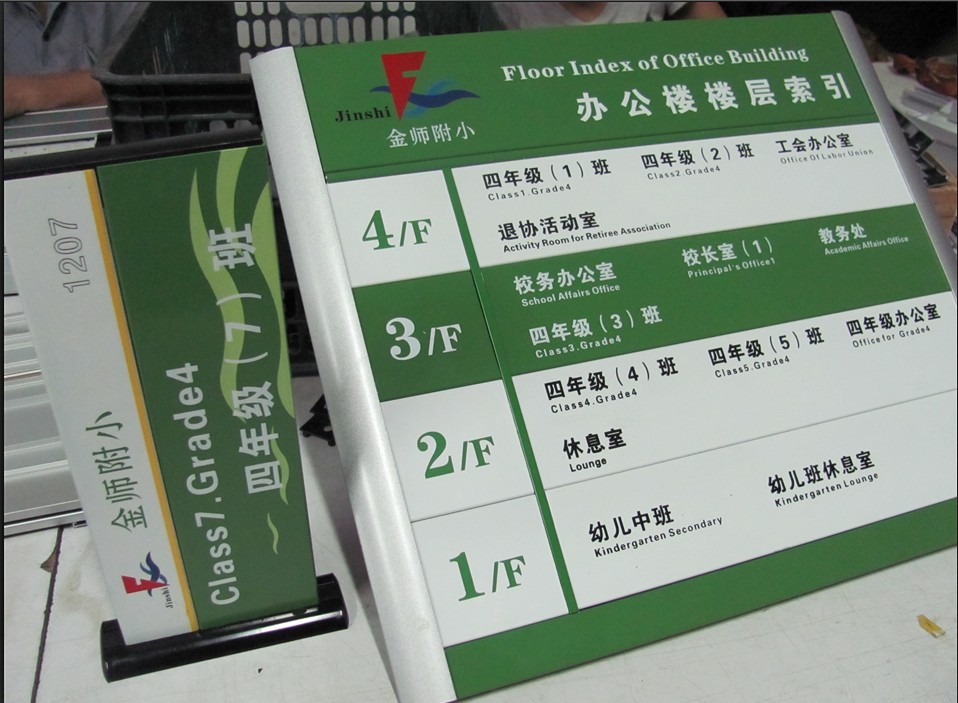 1207
金师附小
Jinshi
Class7.Grade4
四年级（7）班
Jinshi
金师附小
Floor Index of Office Building
办公楼楼层索引
4/F
四年级（1）班 四年级（2）班 工会办公室
Class1.Grade4 Class2.Grade4 Office Of Labor Union
退协活动室
Activity Room for Retiree Association
3/F
校务办公室 校长室（1） 教务处
School Affairs Office Principal's Office1 Academic Affairs Office
四年级（3）班
Class3.Grade4
2/F
四年级（4）班 四年级（5）班 四年级办公室
Class4.Grade4 Class5.Grade4 Office for Grade4
休息室
Lounge
1/F
幼儿中班 幼儿班休息室
Kindergarten Secondary Kindergarten Lounge